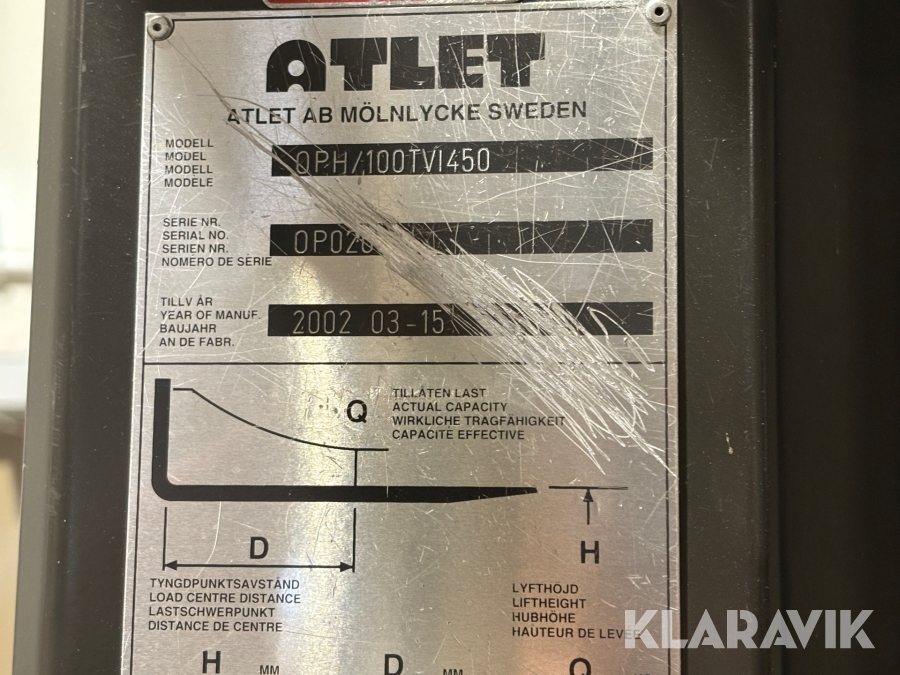 ATLET
ATLET AB MÖLNLYCKE SWEDEN
MODELL
MODEL
MODELL
MODELE
OPH/100TVI450
SERIE NR.
SERIAL NO.
SERIEN NR.
NOMERO DE SERIE
TILLV ÅR
YEAR OF MANUF.
BAUJAHR
AN DE FABR.
2002 03-15
Q
TILLÅTEN LAST
ACTUAL CAPACITY
WIRKLICHE TRAGFÄHIGKEIT
CAPACITE EFFECTIVE
D
H
TYNGDPUNKTSAVSTÅND
LOAD CENTRE DISTANCE
LASTSCHWERPUNKT
DISTANCE DE CENTRE
LYFTHÖJD
LIFTHEIGHT
HUBHÖHE
HAUTEUR DE LEVEE
KLARAVIK
H MM D MM Q